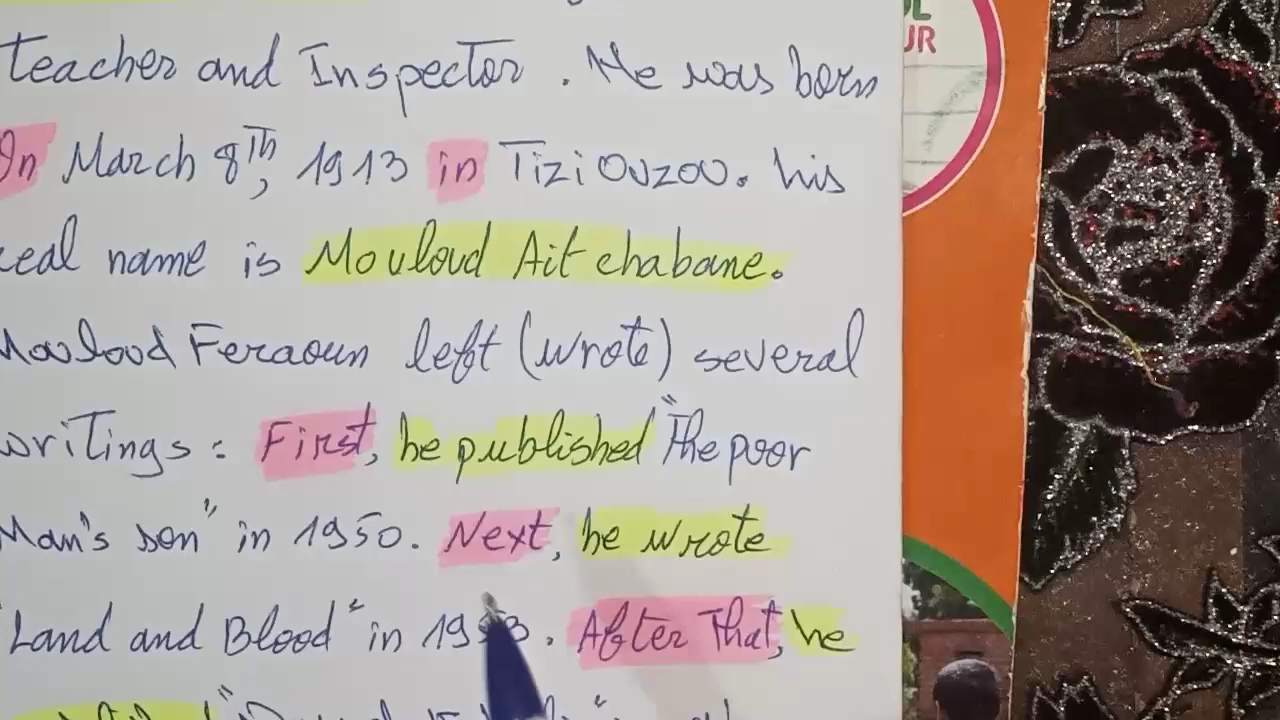 teacher and Inspector. He was born
In March 8Th, 1913 in Tizi Ouzou. his
real name is Mouloud Ait chabane.
Mouloud Feraoun left (wrote) several
writings: First, he published "The poor
Man's son" in 1950. Next, he wrote
"Land and Blood" in 1953. After That, he